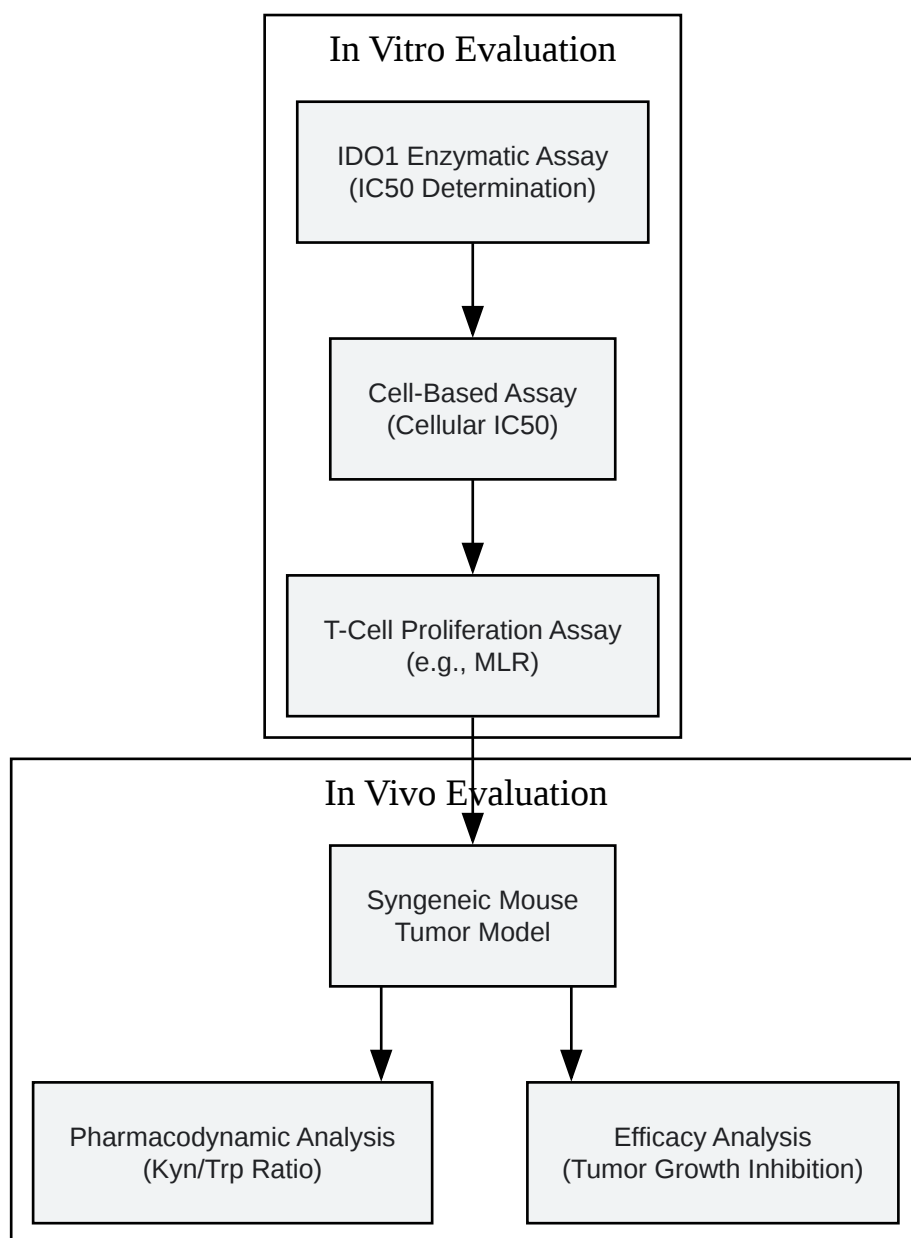 In Vitro Evaluation
IDO1 Enzymatic Assay
(IC50 Determination)
Cell-Based Assay
(Cellular IC50)
T-Cell Proliferation Assay
(e.g., MLR)
In Vivo Evaluation
Syngeneic Mouse
Tumor Model
Pharmacodynamic Analysis
(Kyn/Trp Ratio)
Efficacy Analysis
(Tumor Growth Inhibition)